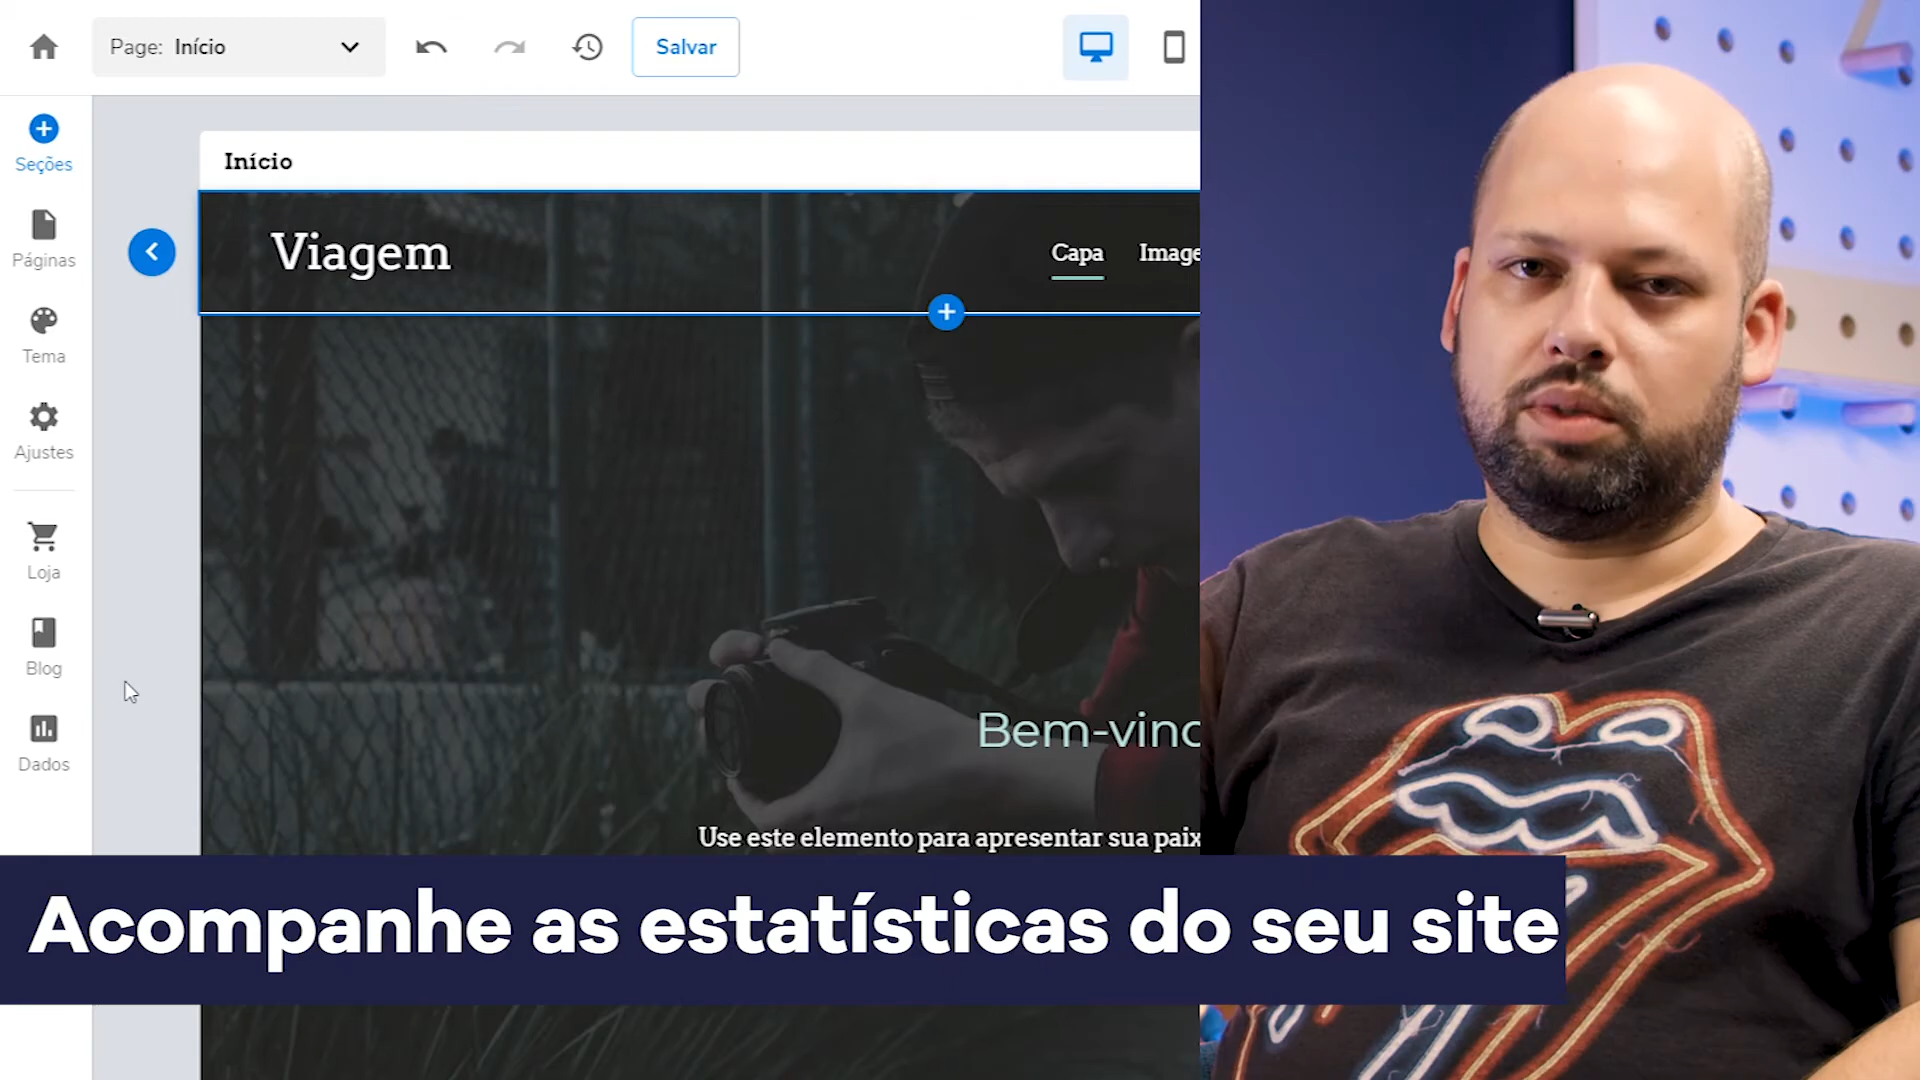 Page: Início
Salvar
Seções
Páginas
Tema
Ajustes
Loja
Blog
Dados
Início
Viagem
Capa Image
Bem-vinc
Use este elemento para apresentar sua paix
Acompanhe as estatísticas do seu site